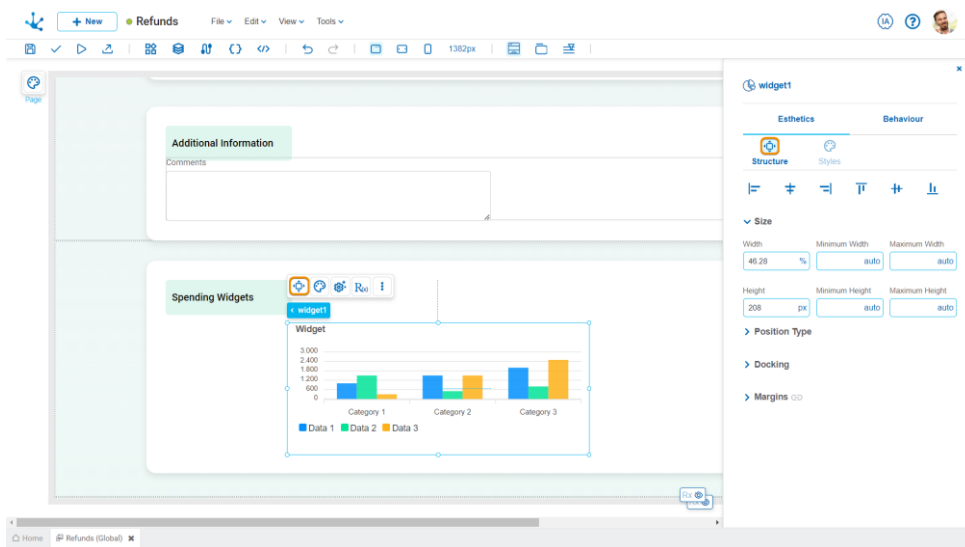 + New
Refunds
File
Edit
View
Tools
IA
?
1382px
Page
Additional Information
Comments
Spending Widgets
R(x)
< widget1
Widget
3.000
2.400
1.800
1.200
600
0
Category 1
Category 2
Category 3
Data 1
Data 2
Data 3
Rx
widget1
Esthetics
Behaviour
Structure
Styles
Size
Width
Minimum Width
Maximum Width
46.28 %
auto
auto
Height
Minimum Height
Maximum Height
208 px
auto
auto
Position Type
Docking
Margins
Home
Refunds (Global)